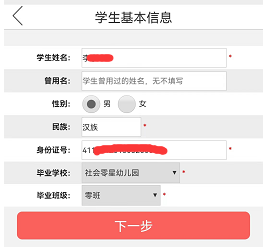 学生基本信息
学生姓名: *
曾用名: 学生曾用过的姓名，无不填写
性别: 男 女
民族: 汉族 *
身份证号: 411 *
毕业学校: 社会零星幼儿园 *
毕业班级: 零班 *
下一步